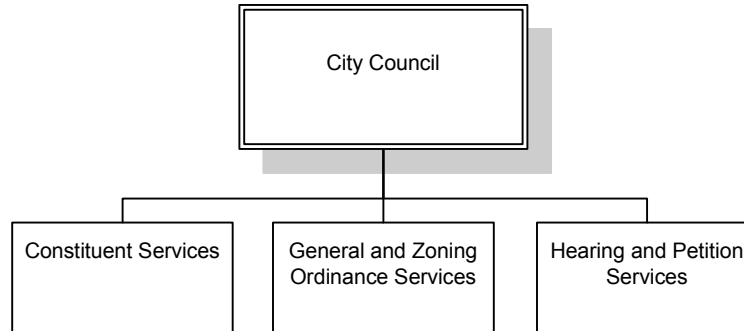 City Council
Constituent Services
General and Zoning
Ordinance Services
Hearing and Petition
Services